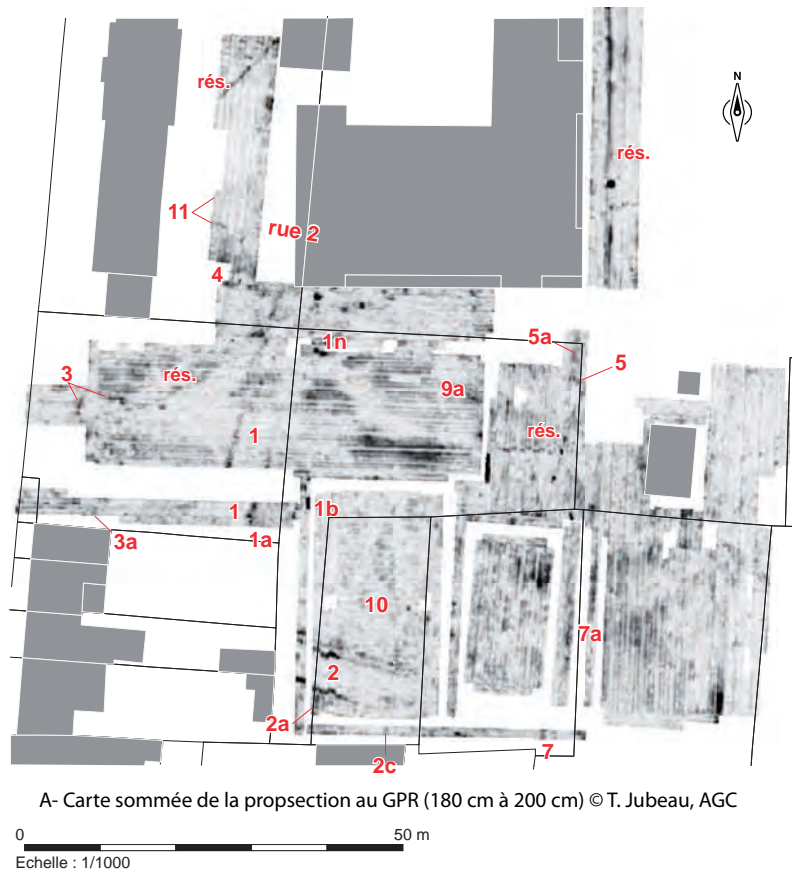 N
rés.
rés.
11
rue 2
4
1n
5a
5
3
rés.
9a
1
rés.
1
1b
3a
1a
10
7a
2
2a
7
2c
A- Carte sommée de la propsection au GPR (180 cm à 200 cm) © T. Jubeau, AGC
0
50 m
Echelle : 1/1000